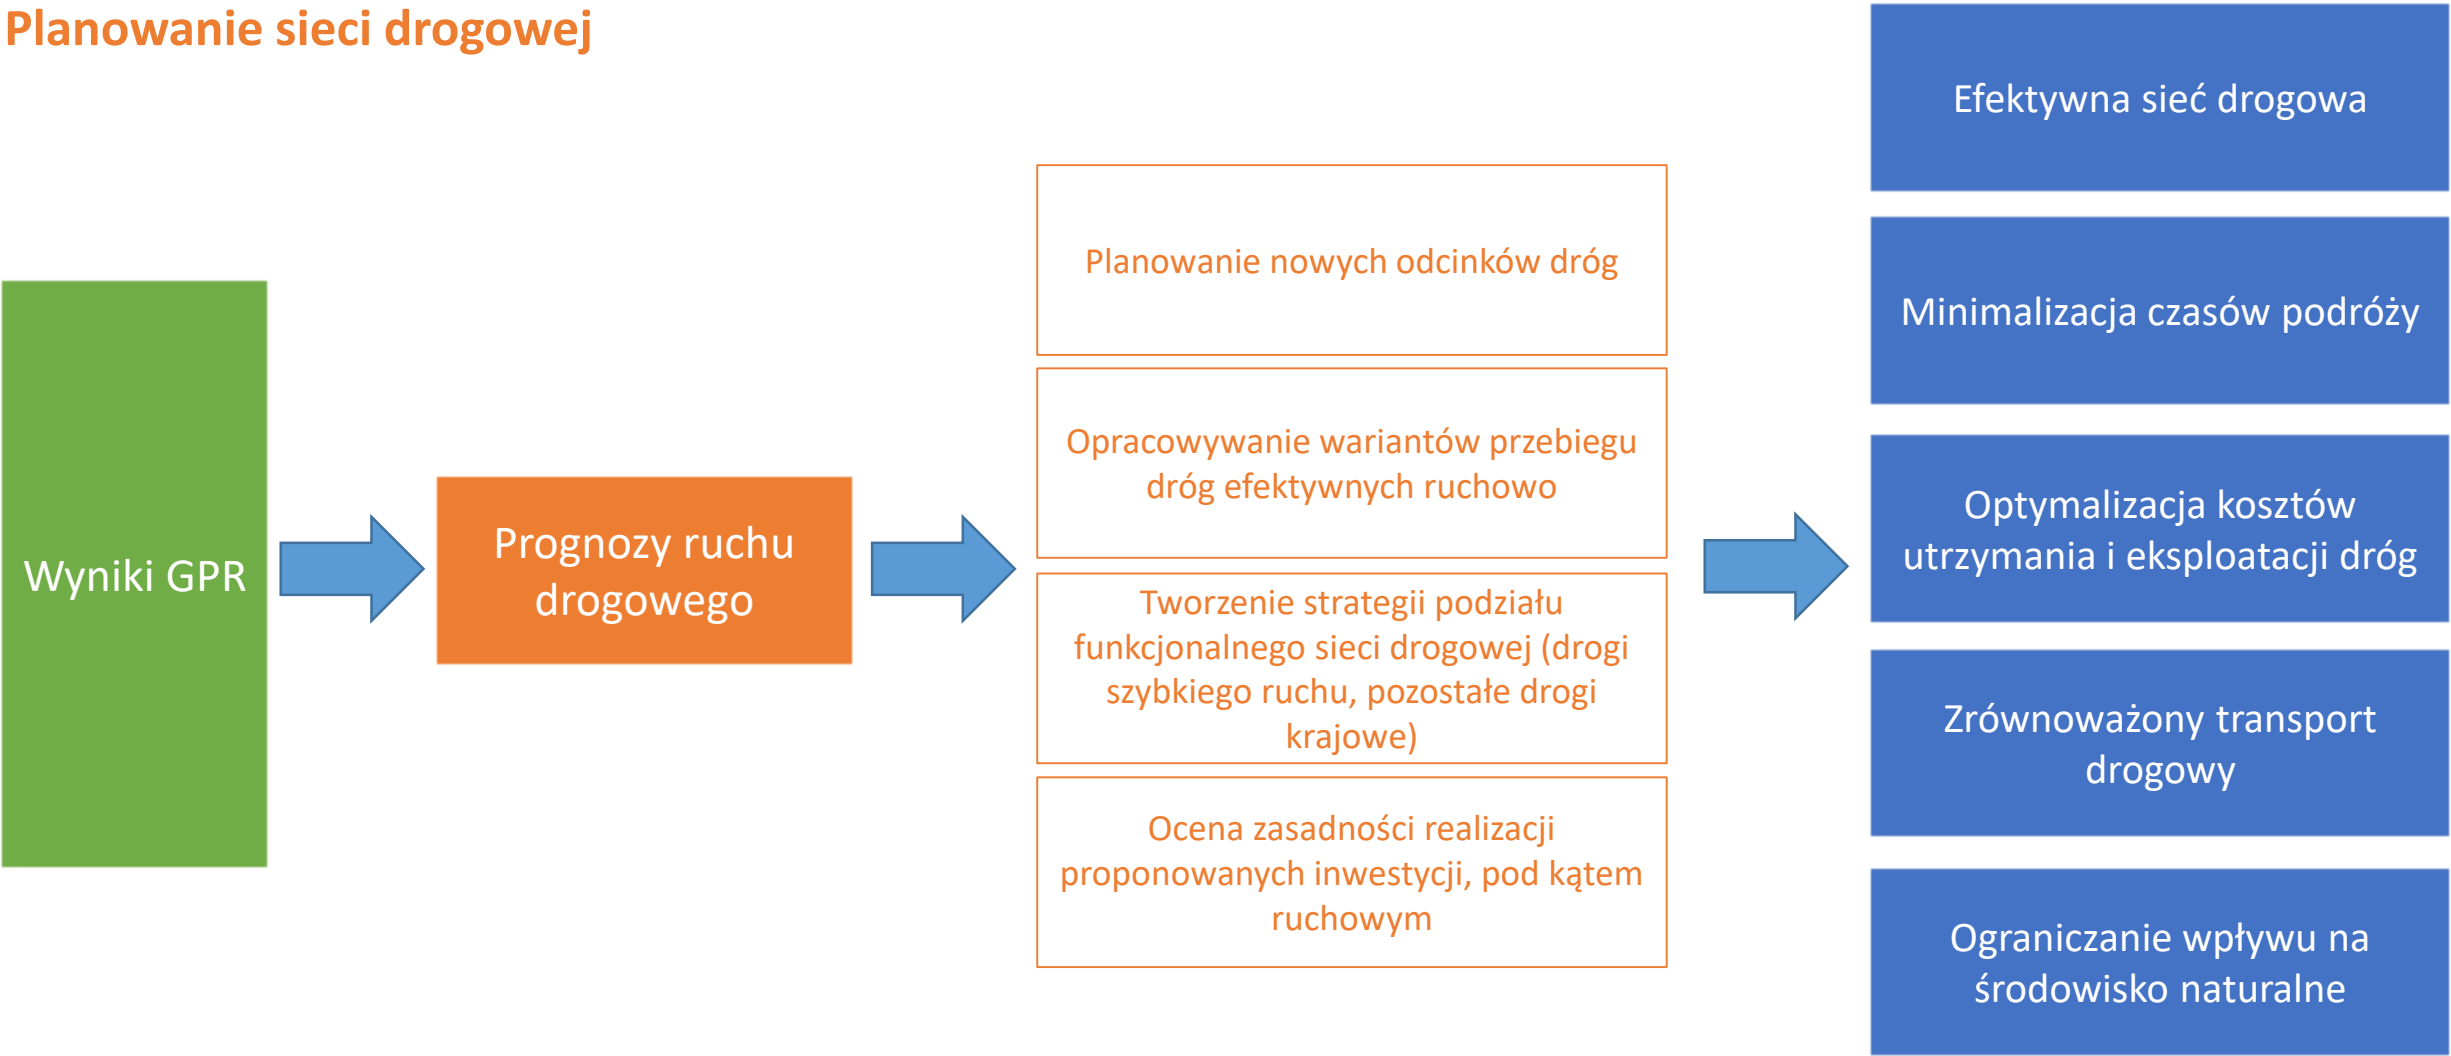 Planowanie sieci drogowej
Wyniki GPR
Prognozy ruchu
drogowego
Planowanie nowych odcinków dróg
Opracowywanie wariantów przebiegu
dróg efektywnych ruchowo
Tworzenie strategii podziału
funkcjonalnego sieci drogowej (drogi
szybkiego ruchu, pozostałe drogi
krajowe)
Ocena zasadności realizacji
proponowanych inwestycji, pod kątem
ruchowym
Efektywna sieć drogowa
Minimalizacja czasów podróży
Optymalizacja kosztów
utrzymania i eksploatacji dróg
Zrównoważony transport
drogowy
Ograniczanie wpływu na
środowisko naturalne